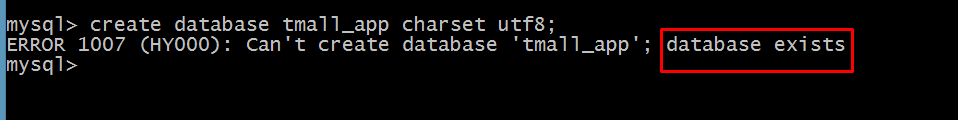 mysql> create database tmall_app charset utf8;
ERROR 1007 (HY000): Can't create database 'tmall_app'; database exists
mysql>